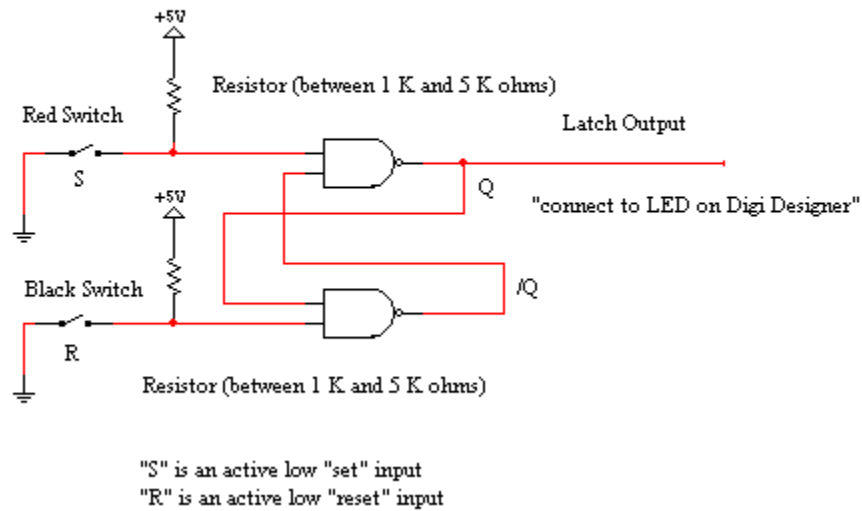 +5V
Resistor (between 1 K and 5 K ohms)
Red Switch
Latch Output
S
+5V
Q
"connect to LED on Digi Designer"
Black Switch
/Q
R
Resistor (between 1 K and 5 K ohms)
"S" is an active low "set" input
"R" is an active low "reset" input